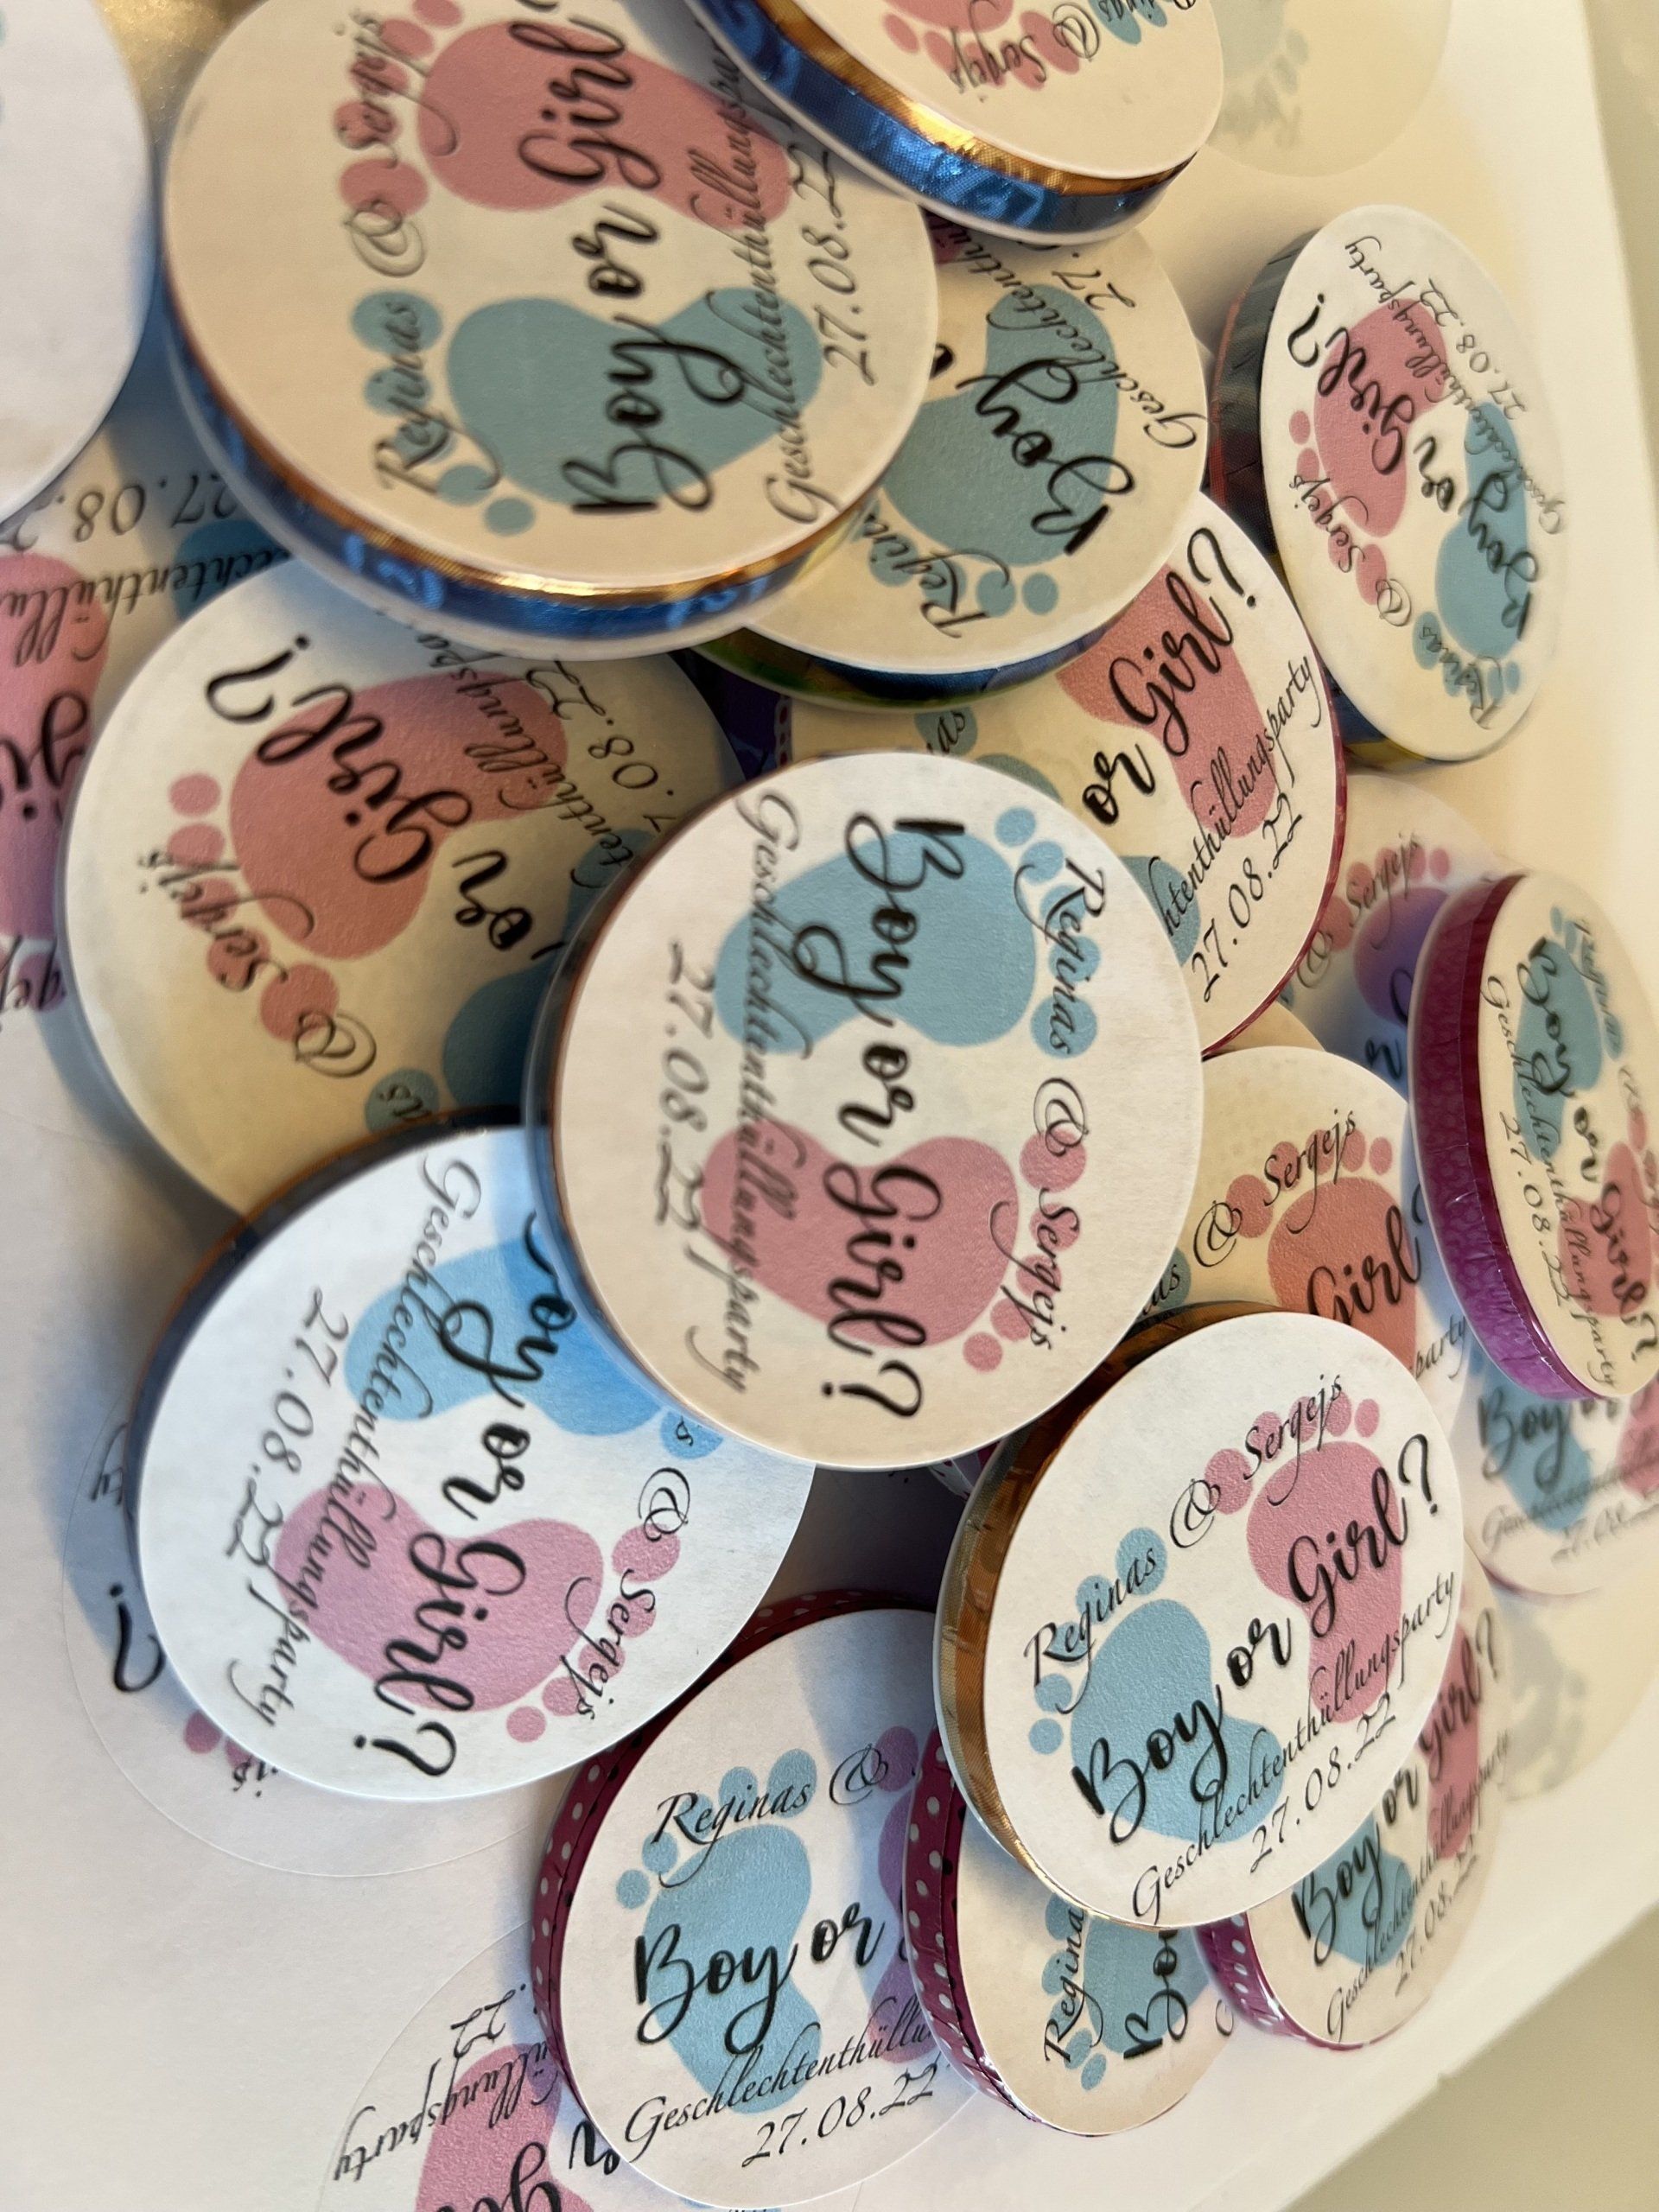 Reginas @ Sergejs
Boy or Girl?
Geschlechtenthüllungsparty
27.08.22